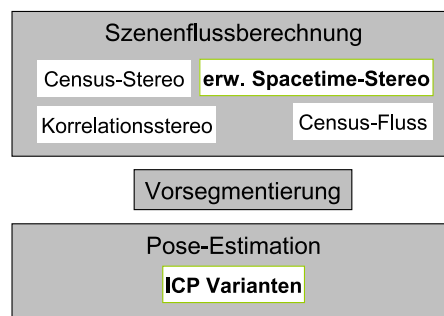 Szenenflussberechnung
Census-Stereo
erw. Spacetime-Stereo
Korrelationsstereo
Census-Fluss
Vorsegmentierung
Pose-Estimation
ICP Varianten